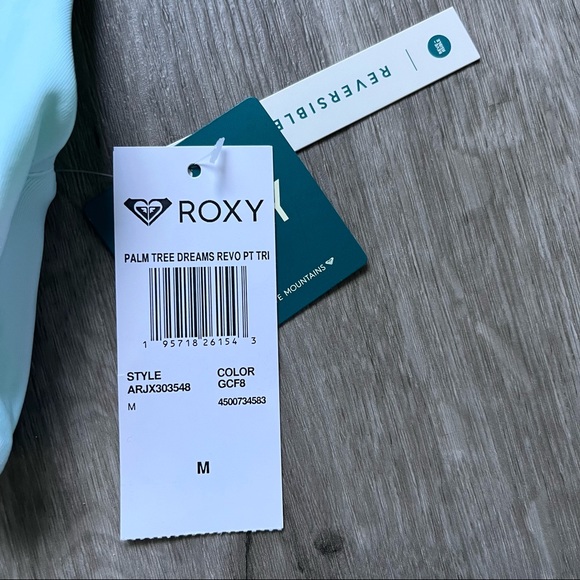 REVERSIBLE
Y
E MOUNTAINS
ROXY
PALM TREE DREAMS REVO PT TRI
1 95718 26154 3
STYLE COLOR
ARJX303548 GCF8
M 4500734583
M